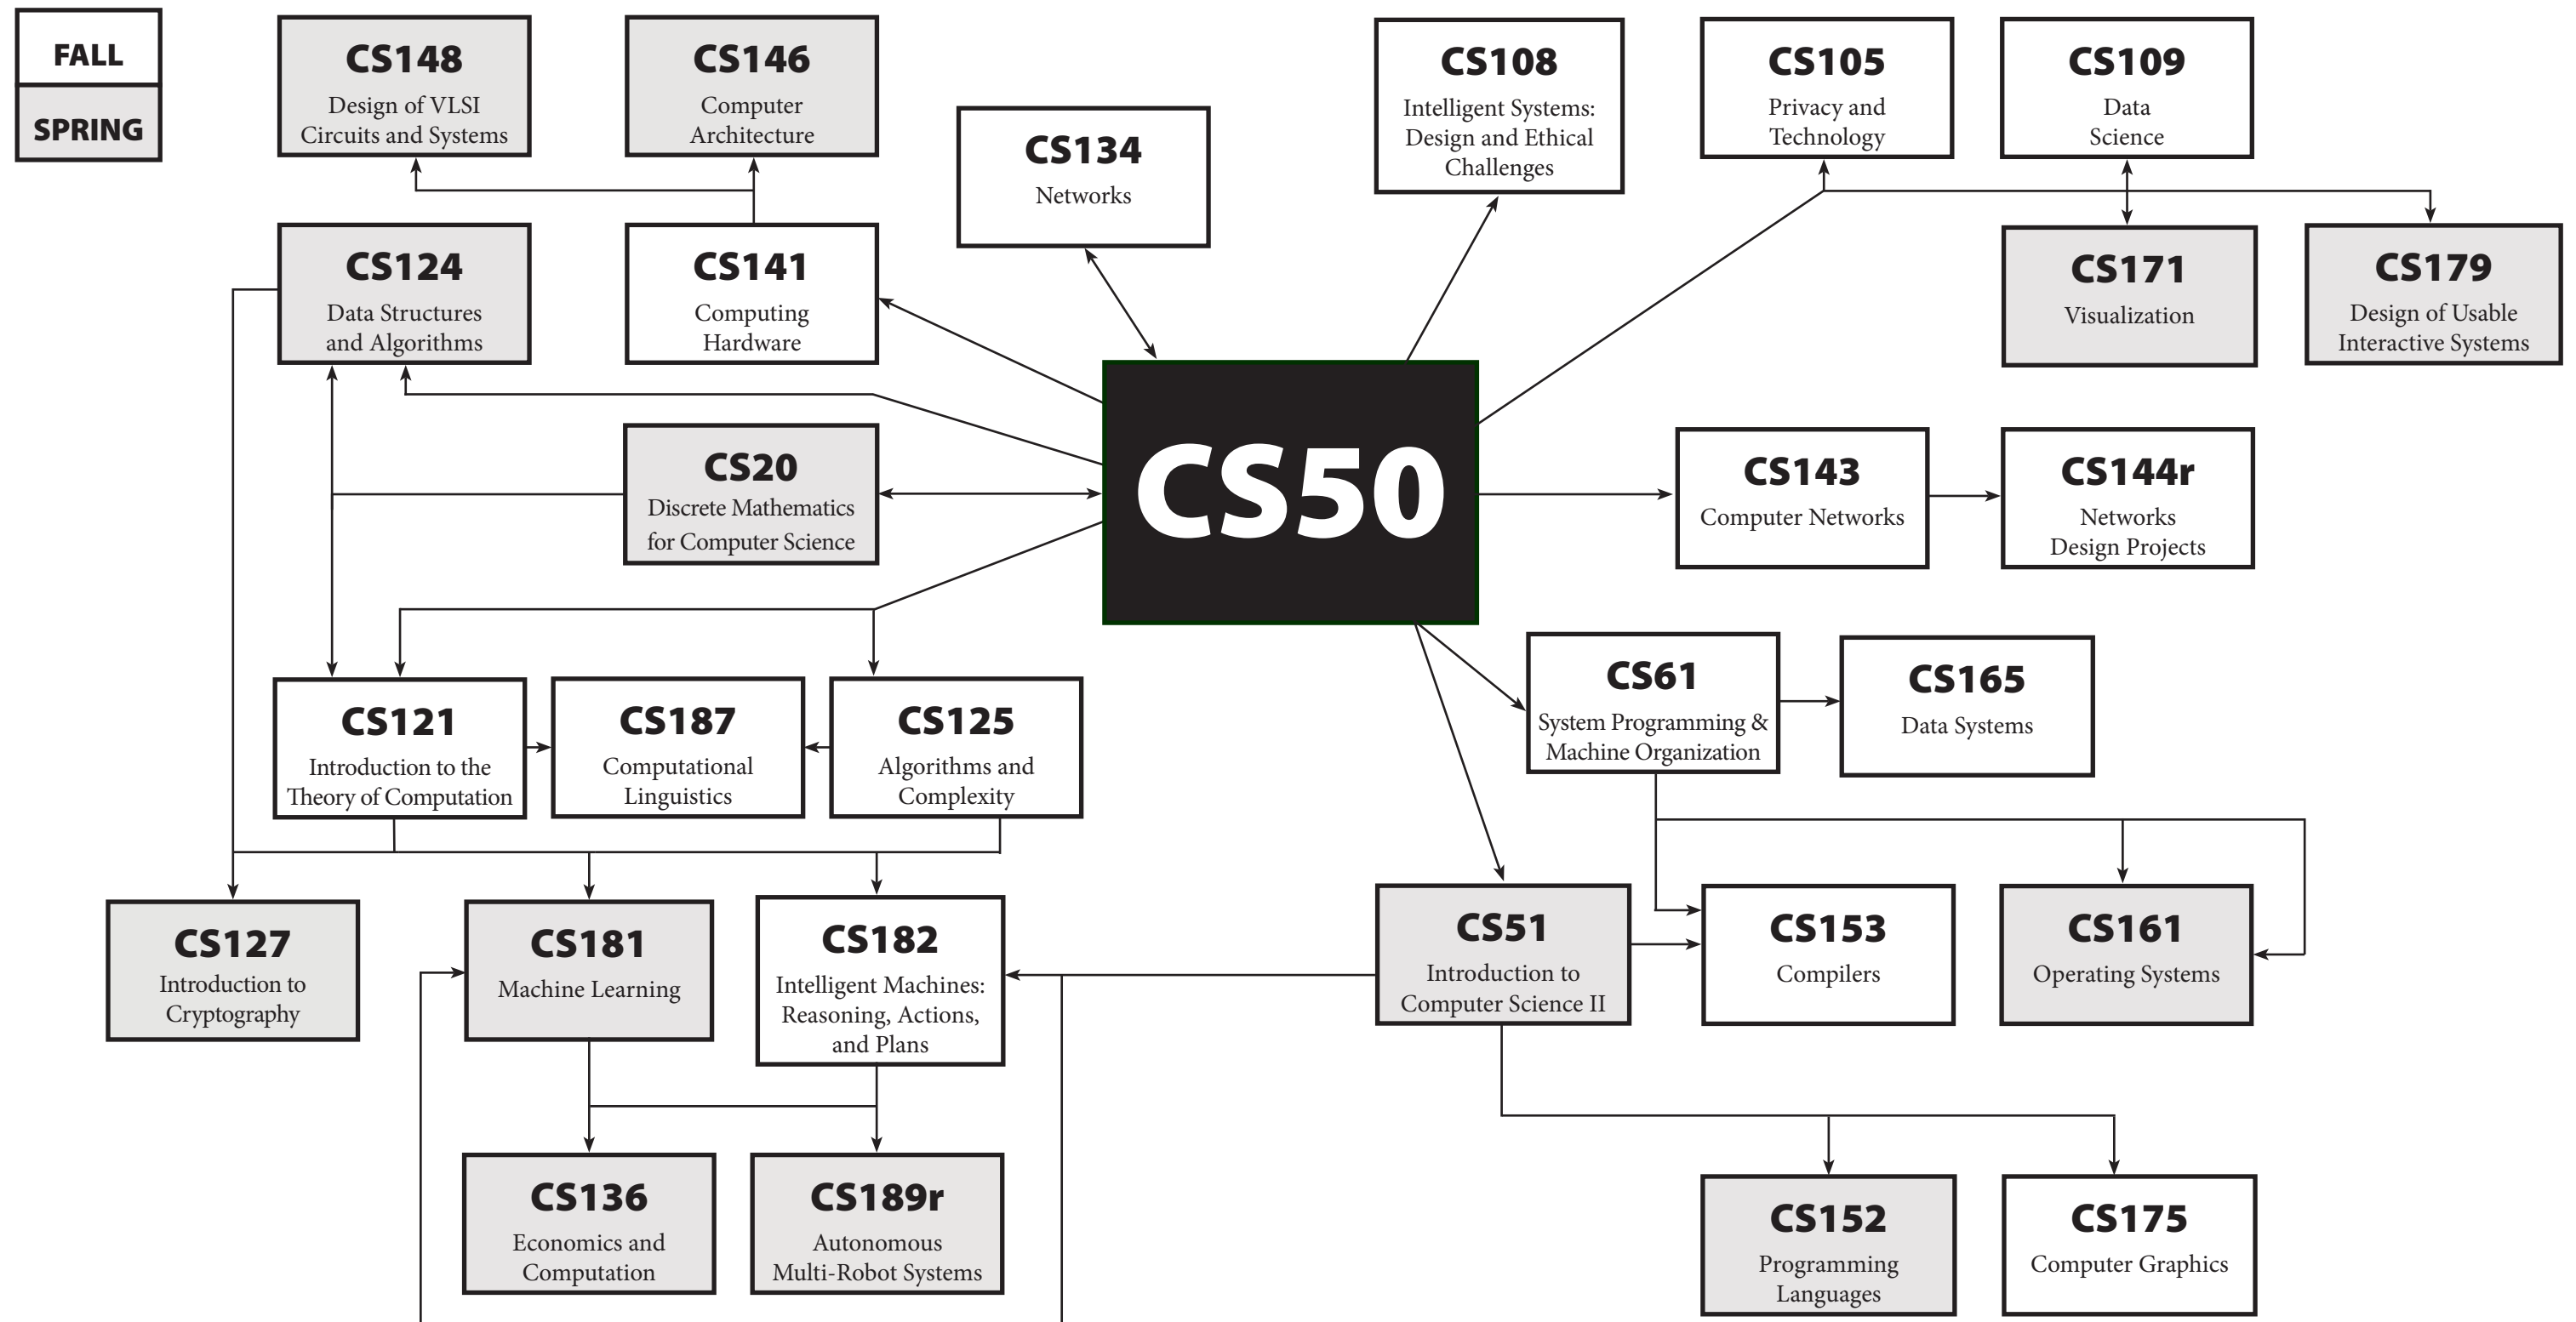 FALL
SPRING
CS148
Design of VLSI
Circuits and Systems
CS146
Computer
Architecture
CS134
Networks
CS108
Intelligent Systems:
Design and Ethical
Challenges
CS105
Privacy and
Technology
CS109
Data
Science
CS124
Data Structures
and Algorithms
CS141
Computing
Hardware
CS171
Visualization
CS179
Design of Usable
Interactive Systems
CS20
Discrete Mathematics
for Computer Science
CS50
CS143
Computer Networks
CS144r
Networks
Design Projects
CS121
Introduction to the
Theory of Computation
CS187
Computational
Linguistics
CS125
Algorithms and
Complexity
CS61
System Programming &
Machine Organization
CS165
Data Systems
CS127
Introduction to
Cryptography
CS181
Machine Learning
CS182
Intelligent Machines:
Reasoning, Actions,
and Plans
CS51
Introduction to
Computer Science II
CS153
Compilers
CS161
Operating Systems
CS136
Economics and
Computation
CS189r
Autonomous
Multi-Robot Systems
CS152
Programming
Languages
CS175
Computer Graphics